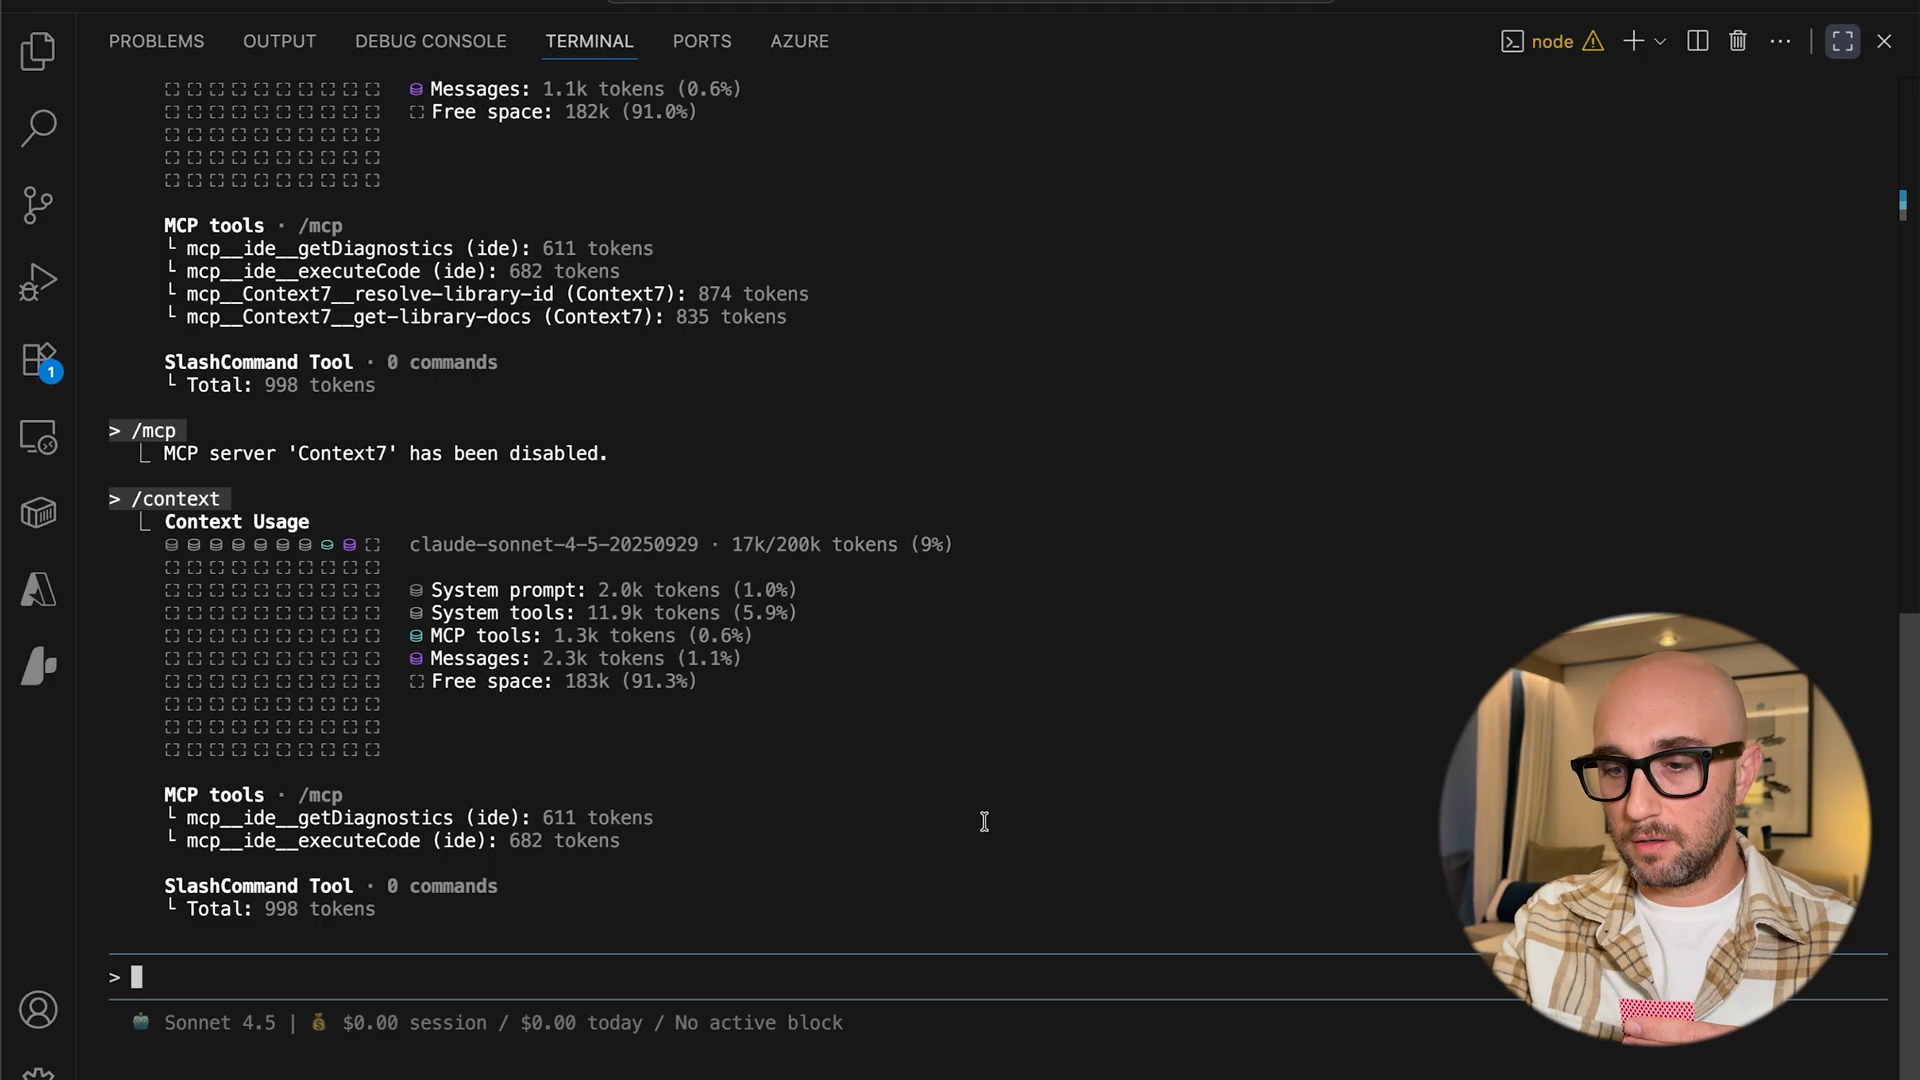 PROBLEMS OUTPUT DEBUG CONSOLE TERMINAL PORTS AZURE node
Messages: 1.1k tokens (0.6%)
Free space: 182k (91.0%)
MCP tools · /mcp
└ mcp__ide__getDiagnostics (ide): 611 tokens
└ mcp__ide__executeCode (ide): 682 tokens
└ mcp__Context7__resolve-library-id (Context7): 874 tokens
└ mcp__Context7__get-library-docs (Context7): 835 tokens
SlashCommand Tool · 0 commands
└ Total: 998 tokens
1
> /mcp
MCP server 'Context7' has been disabled.
> /context
Context Usage
claude-sonnet-4-5-20250929 · 17k/200k tokens (9%)
System prompt: 2.0k tokens (1.0%)
System tools: 11.9k tokens (5.9%)
MCP tools: 1.3k tokens (0.6%)
Messages: 2.3k tokens (1.1%)
Free space: 183k (91.3%)
MCP tools · /mcp
└ mcp__ide__getDiagnostics (ide): 611 tokens
└ mcp__ide__executeCode (ide): 682 tokens
SlashCommand Tool · 0 commands
└ Total: 998 tokens
>
Sonnet 4.5 | 💰 $0.00 session / $0.00 today / No active block